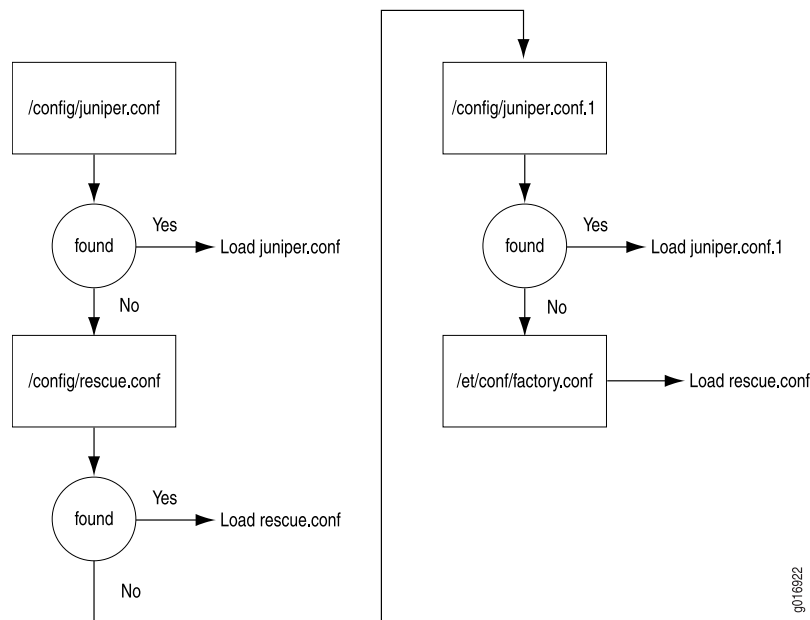 /config/juniper.conf
found
Yes
Load juniper.conf
No
/config/rescue.conf
found
Yes
Load rescue.conf
No
/config/juniper.conf.1
found
Yes
Load juniper.conf.1
No
/et/conf/factory.conf
Load rescue.conf
g016922